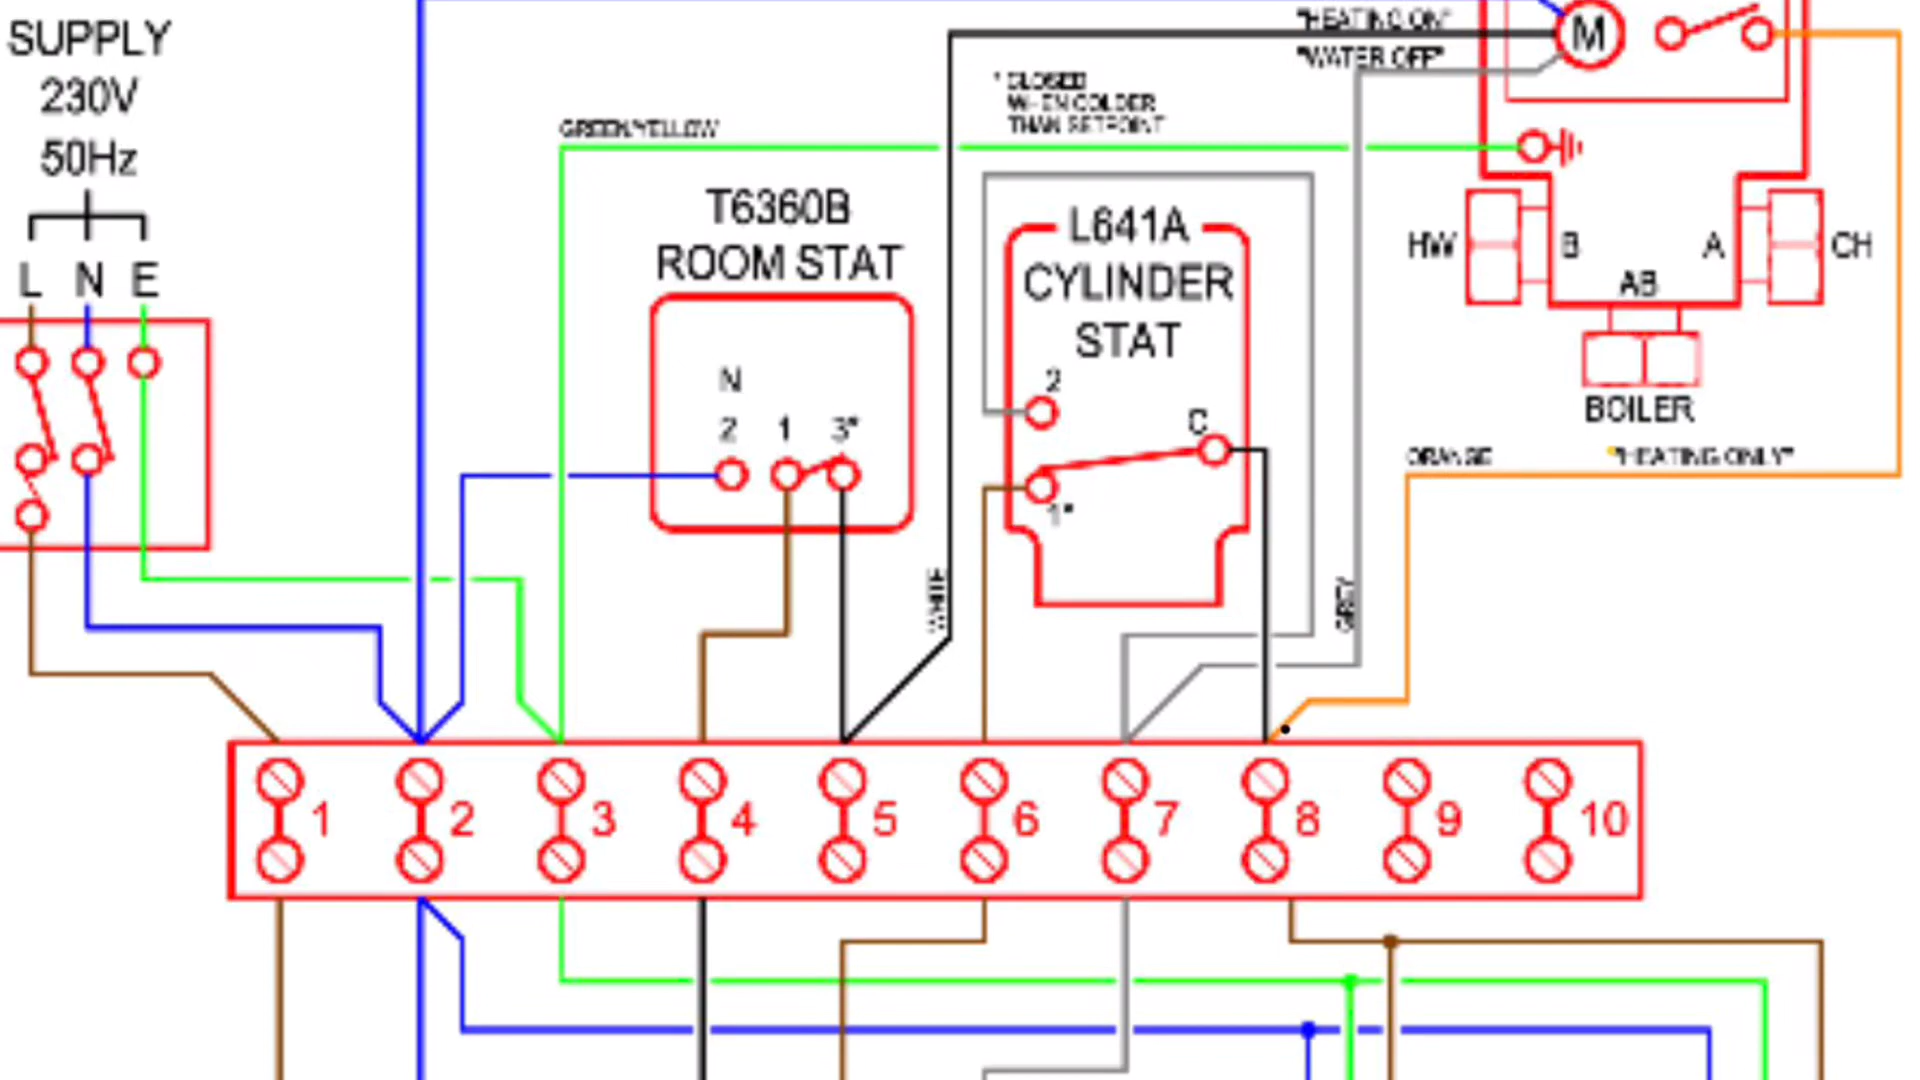 SUPPLY
230V
50Hz
L N E
"HEATING ON"
"WATER OFF"
M
* CLOSED
WHEN COLDER
THAN SETPOINT
GREEN/YELLOW
T6360B
ROOM STAT
N
2 1 3*
L641A
CYLINDER
STAT
2
C
1*
HW
B
A
CH
AB
BOILER
ORANGE
"HEATING ONLY"
WHITE
GREY
1 2 3 4 5 6 7 8 9 10